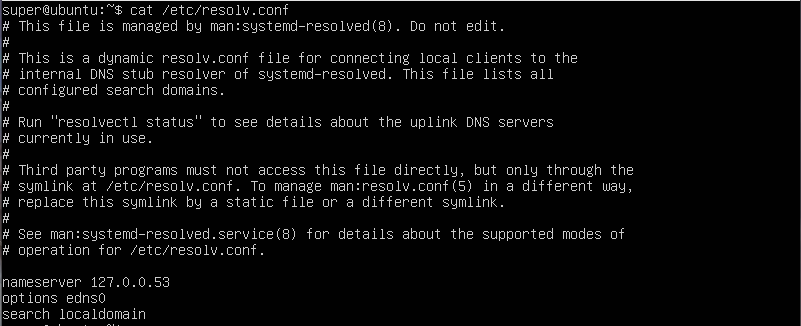 super@ubuntu:~$ cat /etc/resolv.conf
# This file is managed by man:systemd-resolved(8). Do not edit.
#
# This is a dynamic resolv.conf file for connecting local clients to the
# internal DNS stub resolver of systemd-resolved. This file lists all
# configured search domains.
#
# Run "resolvectl status" to see details about the uplink DNS servers
# currently in use.
#
# Third party programs must not access this file directly, but only through the
# symlink at /etc/resolv.conf. To manage man:resolv.conf(5) in a different way,
# replace this symlink by a static file or a different symlink.
#
# See man:systemd-resolved.service(8) for details about the supported modes of
# operation for /etc/resolv.conf.
nameserver 127.0.0.53
options edns0
search localdomain